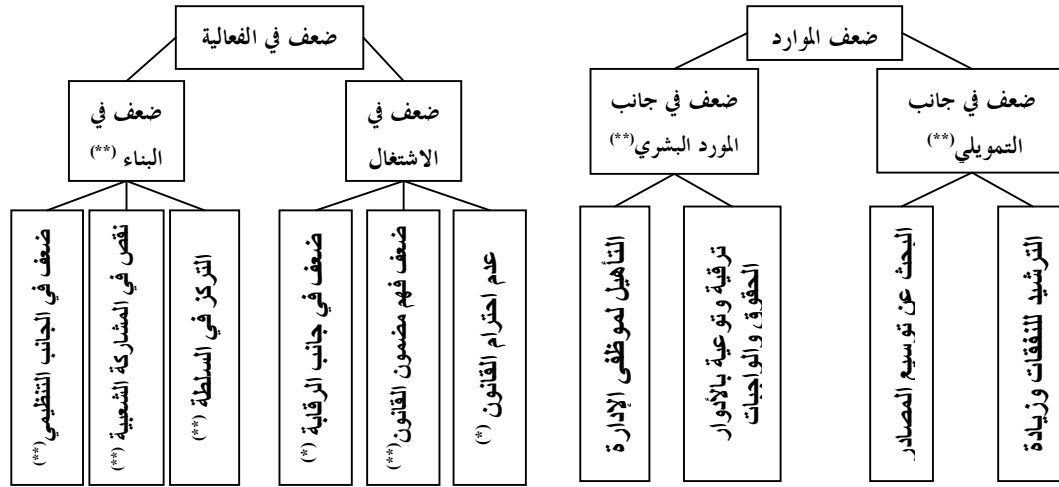 ضعف الموارد
ضعف في جانب
التمويلي(**)
ضعف في جانب
المورد البشري(**)
الترشيد للنفقات وزيادة
البحث عن توسيع المصادر
ترقية وتوعية بالأدوار
الحقوق والواجبات
التأهيل لموظفي الإدارة
ضعف في الفعالية
ضعف في
الاشتغال
ضعف في
البناء (**)
عدم احترام القانون (*)
ضعف فهم مضمون القانون(**)
ضعف في جانب الرقابة (*)
التركز في السلطة (**)
نقص في المشاركة الشعبية (**)
ضعف في الجانب التنظيمي(**)